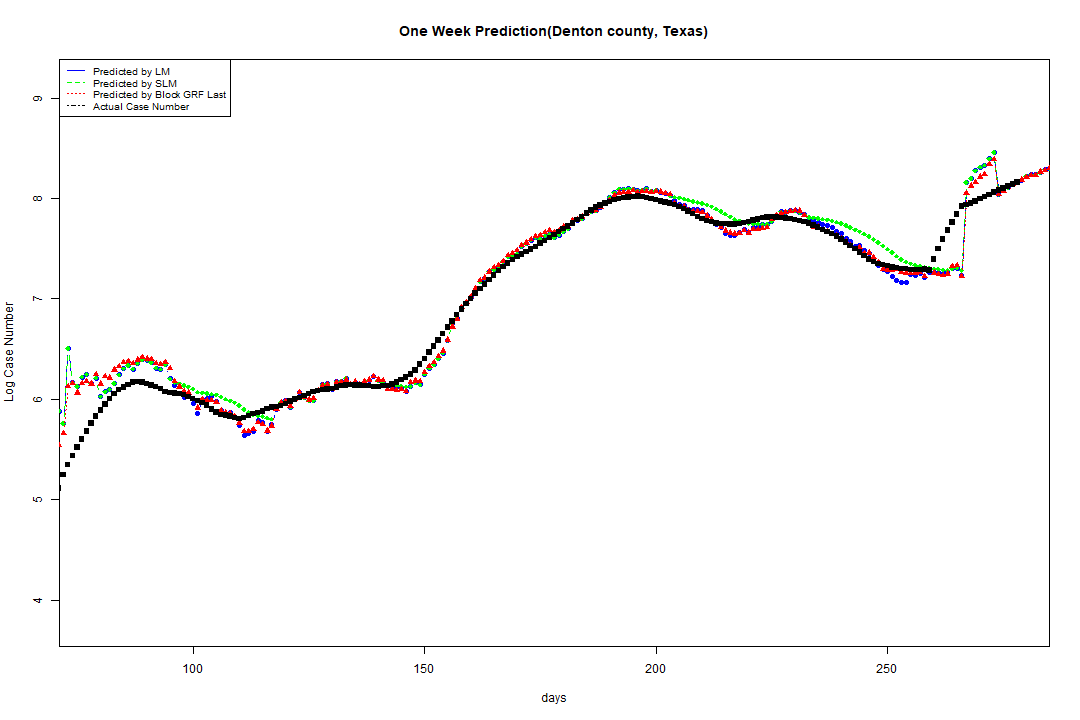 One Week Prediction(Denton county, Texas)
Predicted by LM
Predicted by SLM
Predicted by Block GRF Last
Actual Case Number
9
8
7
6
5
4
Log Case Number
100 150 200 250
days